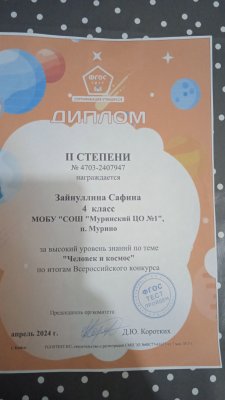 ФГОС
ТЕСТ
ДИПЛОМ
II СТЕПЕНИ
№ 4703-2407947
награждается
Зайнуллина Сафина
4 класс
МОБУ "СОШ "Муринский ЦО №1",
п. Мурино
за высокий уровень знаний по теме
"Человек и космос"
по итогам Всероссийского конкурса
ФГОС
ТЕСТ
Председатель оргкомитета
апрель 2024 г.
Д.Ю. Коротких